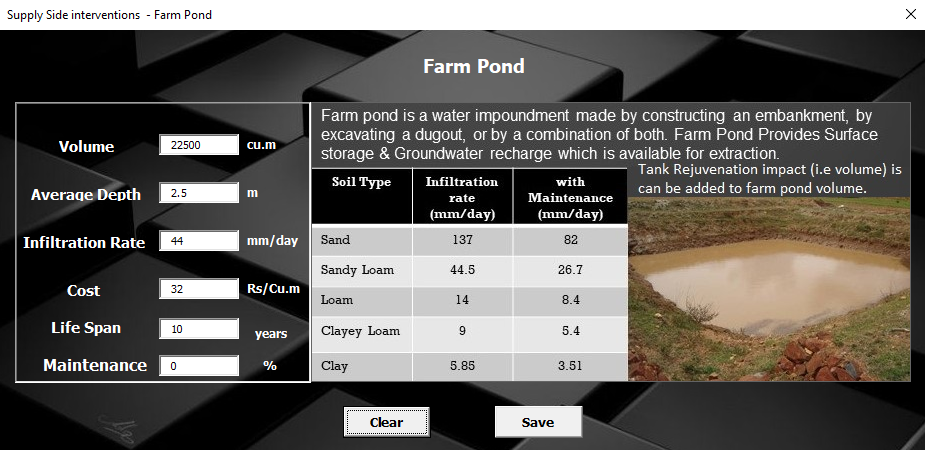 Supply Side interventions - Farm Pond
Farm Pond
Volume 22500 cu.m
Average Depth 2.5 m
Infiltration Rate 44 mm/day
Cost 32 Rs/Cu.m
Life Span 10 years
Maintenance 0 %
Farm pond is a water impoundment made by constructing an embankment, by
excavating a dugout, or by a combination of both. Farm Pond Provides Surface
storage & Groundwater recharge which is available for extraction.
Tank Rejuvenation impact (i.e volume) is
can be added to farm pond volume.
Soil Type Infiltration with
rate Maintenance
(mm/day) (mm/day)
Sand 137 82
Sandy Loam 44.5 26.7
Loam 14 8.4
Clayey Loam 9 5.4
Clay 5.85 3.51
Clear Save